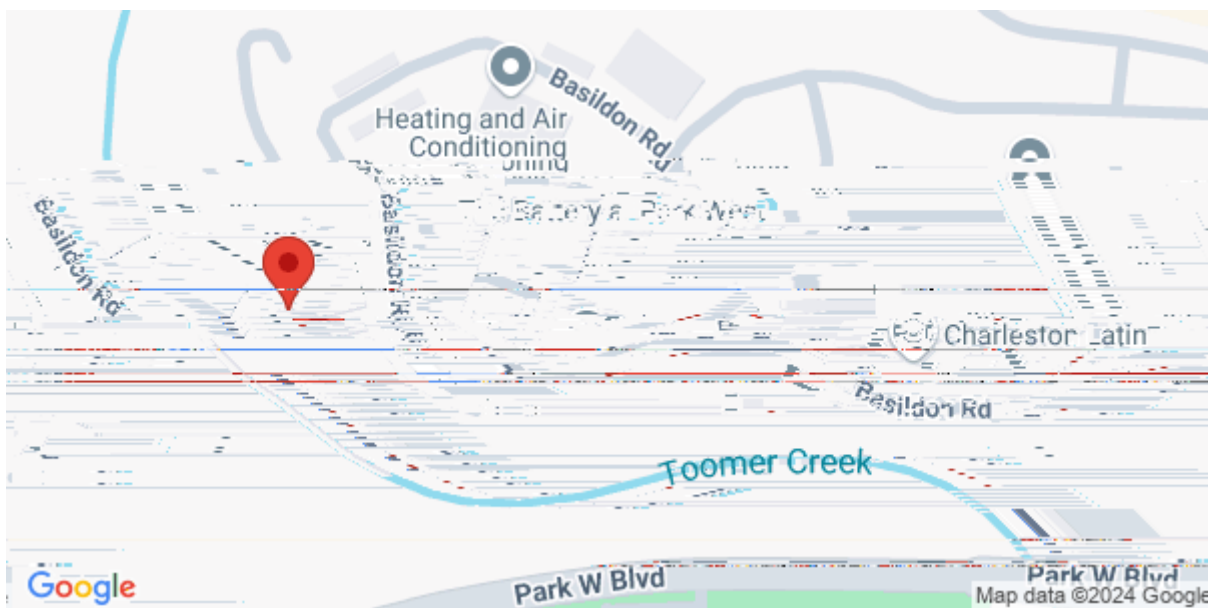 Basildon Rd
Heating and Air
Conditioning
Basildon Rd
Charleston Latin
Basildon Rd
Toomer Creek
Park W Blvd
Park W Blvd
Google
Map data ©2024 Google